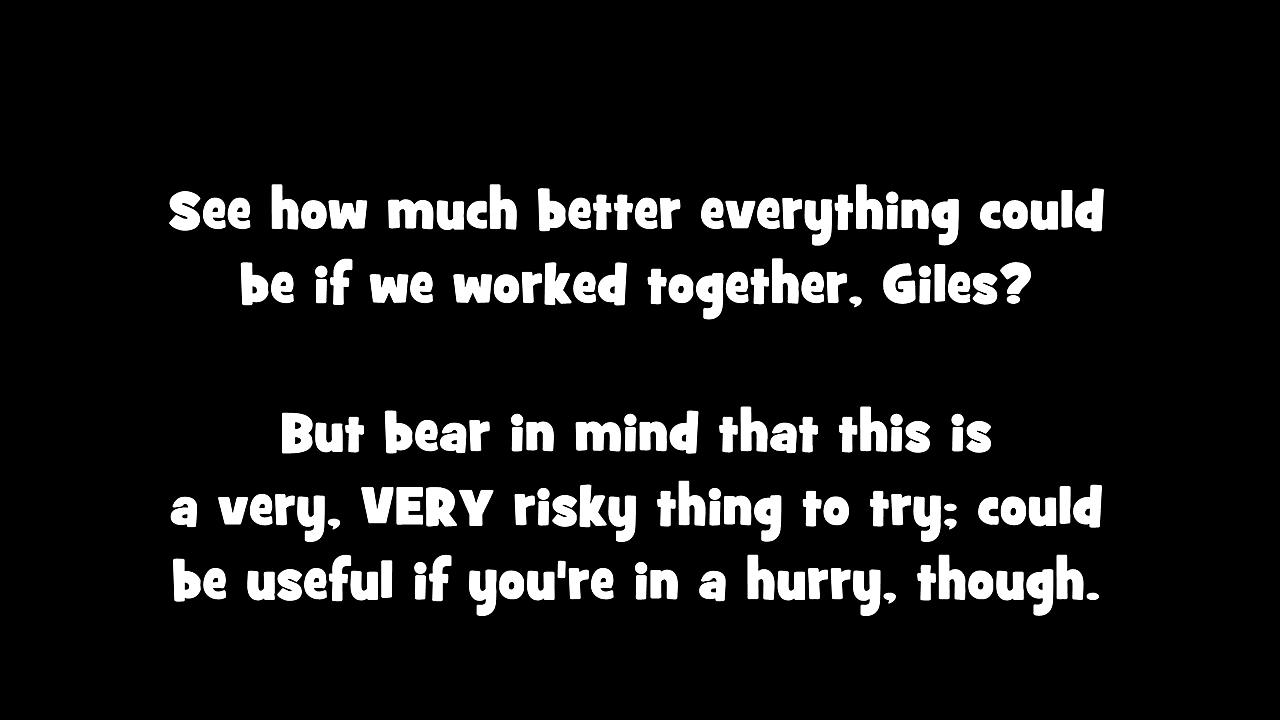 See how much better everything could
be if we worked together, Giles?
But bear in mind that this is
a very, VERY risky thing to try; could
be useful if you're in a hurry, though.